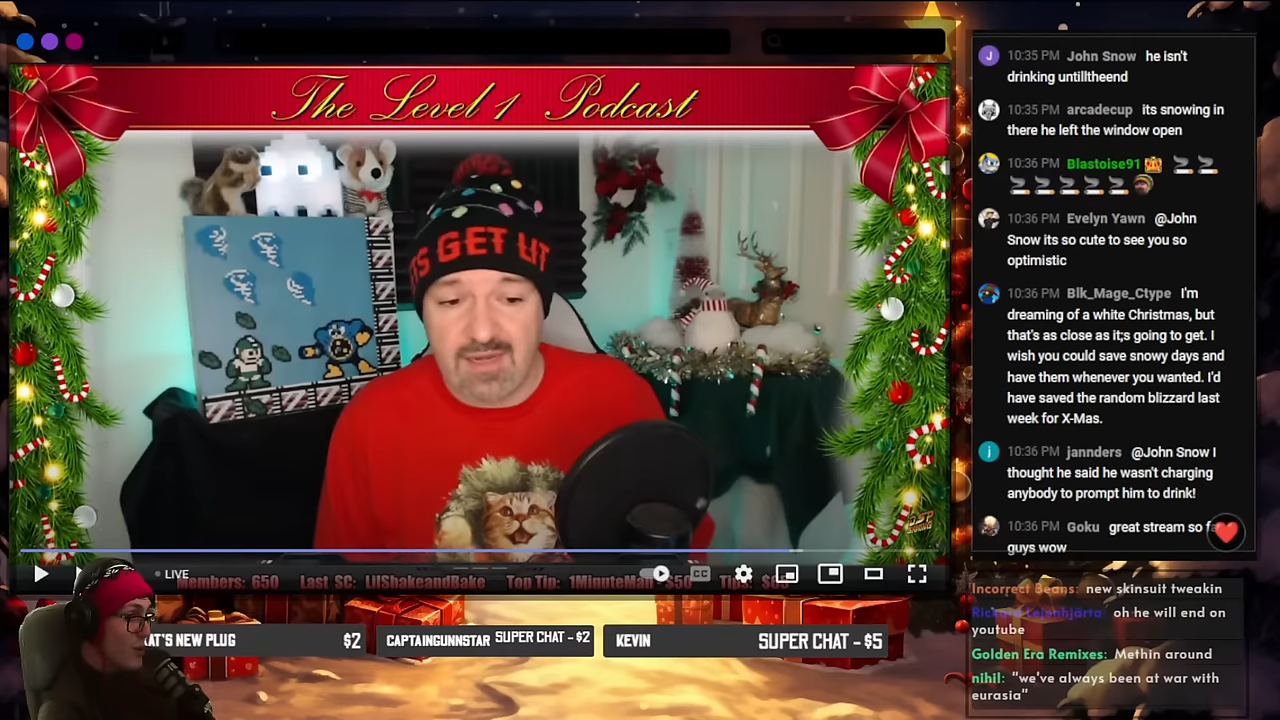 The Level 1 Podcast
'S GET LIT
10:35 PM John Snow he isn't
drinking untilltheend
10:35 PM arcadecup its snowing in
there he left the window open
10:36 PM Blastoise91
10:36 PM Evelyn Yawn @John
Snow its so cute to see you so
optimistic
10:36 PM Blk_Mage_Ctype I'm
dreaming of a white Christmas, but
that's as close as it;s going to get. I
wish you could save snowy days and
have them whenever you wanted. I'd
have saved the random blizzard last
week for X-Mas.
10:36 PM jannders @John Snow I
thought he said he wasn't charging
anybody to prompt him to drink!
10:36 PM Goku great stream so
guys wow
LIVE
Members: 650 Last SC: LilShakeandBake Top Tip: 1MinuteMan
AT'S NEW PLUG $2
CAPTAINGUNNSTAR SUPER CHAT - $2
KEVIN SUPER CHAT - $5
Incorrect Beans: new skinsuit tweakin
Rickard Lejonhjärta oh he will end on
youtube
Golden Era Remixes: Methin around
nihil: "we've always been at war with
eurasia"